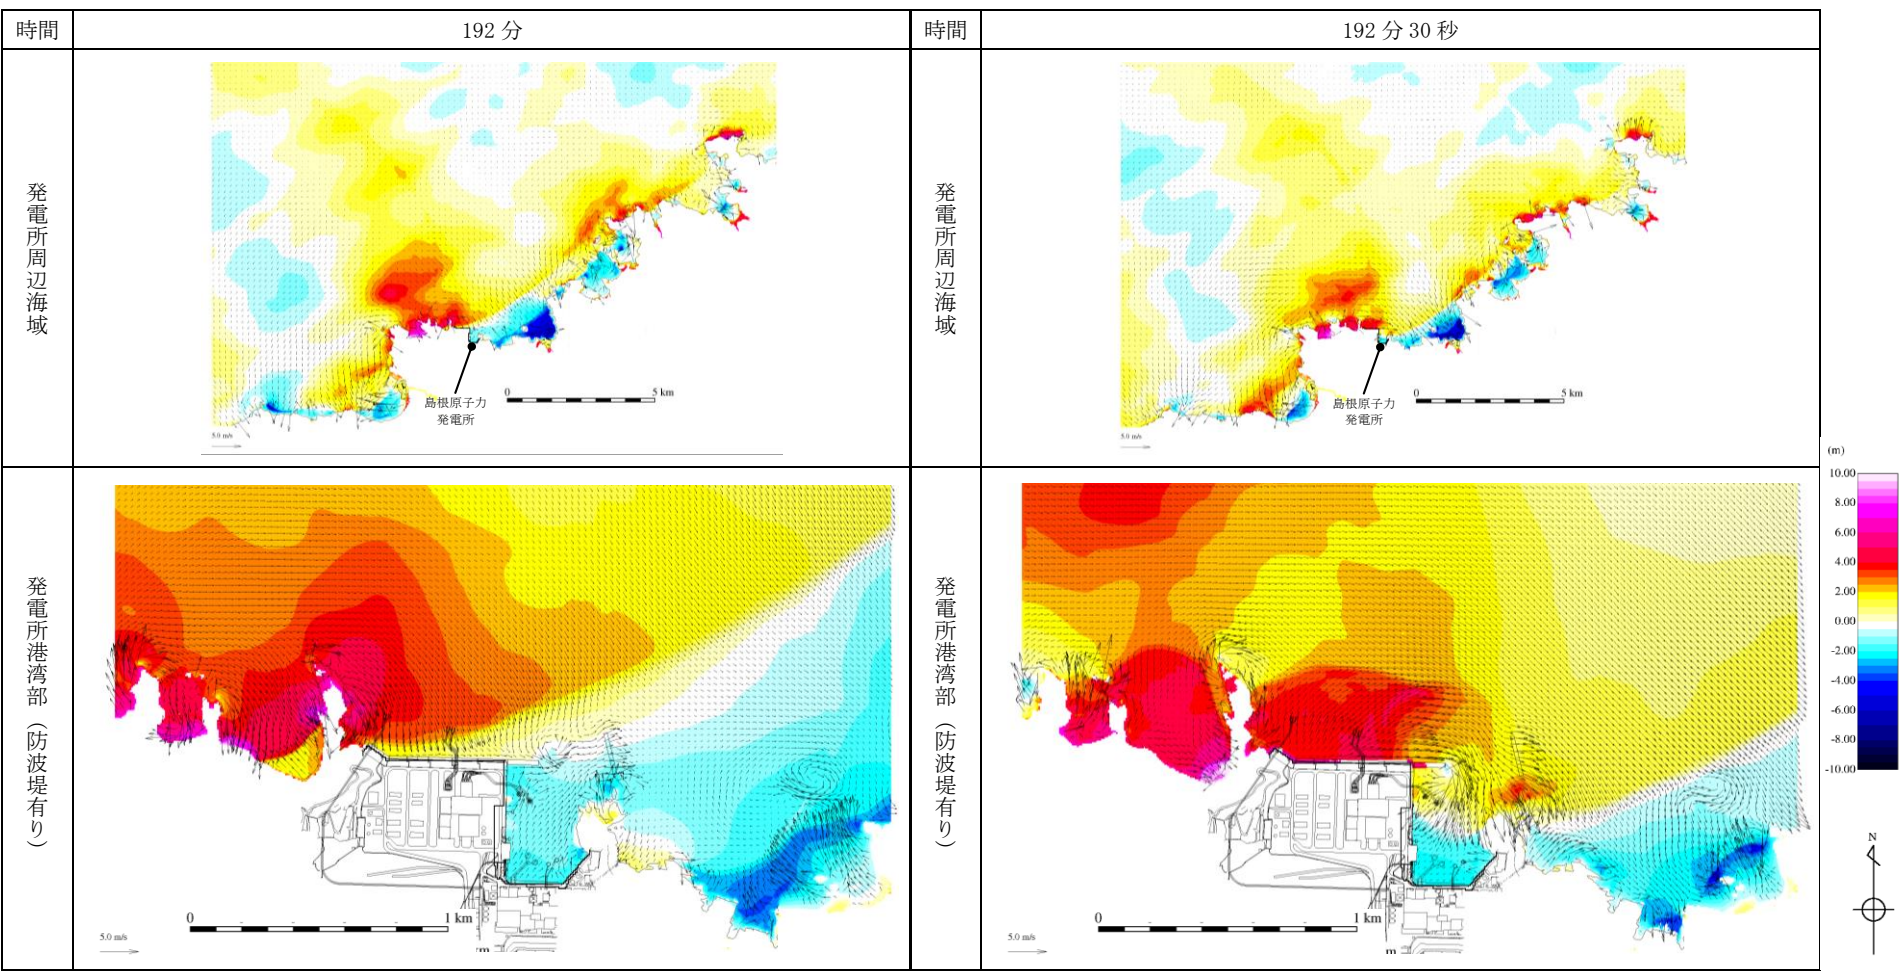 時間
192 分
時間
192 分 30 秒
発電所周辺海域
島根原子力
発電所
0
5 km
5.0 m/s
発電所周辺海域
島根原子力
発電所
0
5 km
5.0 m/s
発電所港湾部（防波堤有り）
0
1 km
5.0 m/s
m
発電所港湾部（防波堤有り）
0
1 km
5.0 m/s
m
(m)
10.00
8.00
6.00
4.00
2.00
0.00
-2.00
-4.00
-6.00
-8.00
-10.00
N